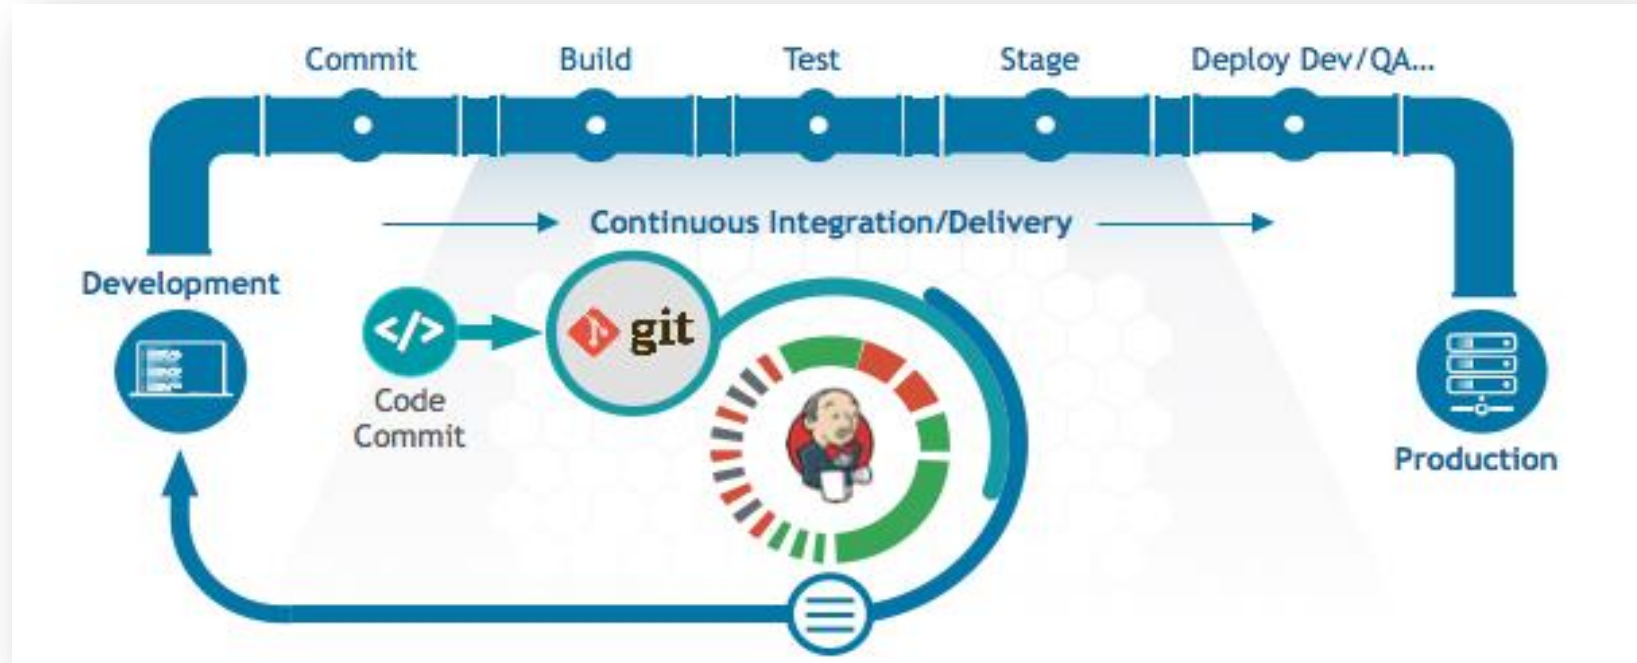 Commit
Build
Test
Stage
Deploy Dev/QA...
Continuous Integration/Delivery
Development
</>
git
Code
Commit
Production